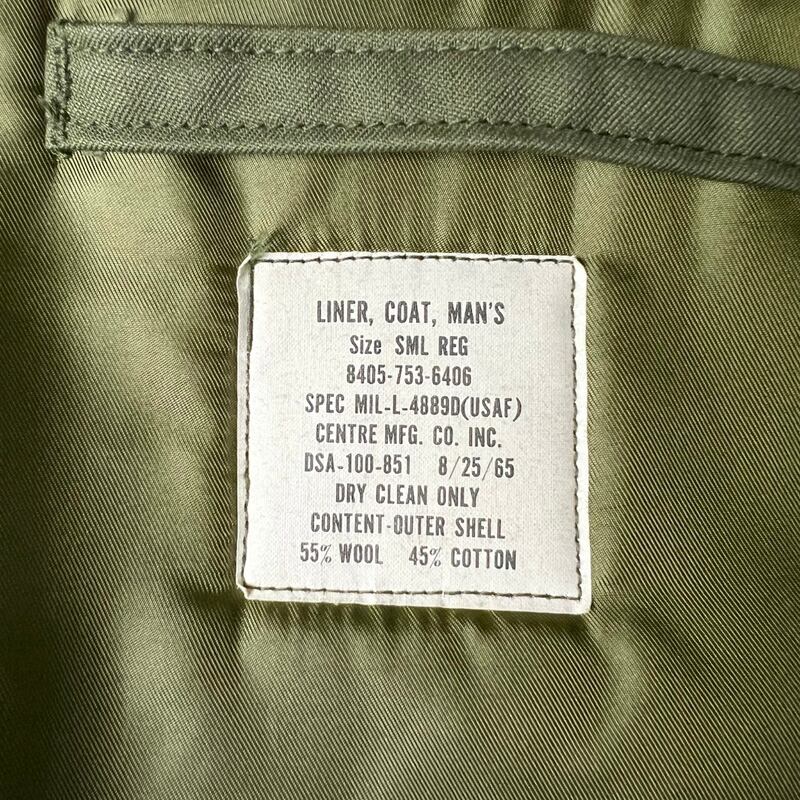 LINER, COAT, MAN'S
Size SML REG
8405-753-6406
SPEC MIL-L-4889D(USAF)
CENTRE MFG. CO. INC.
DSA-100-851 8/25/65
DRY CLEAN ONLY
CONTENT-OUTER SHELL
55% WOOL 45% COTTON